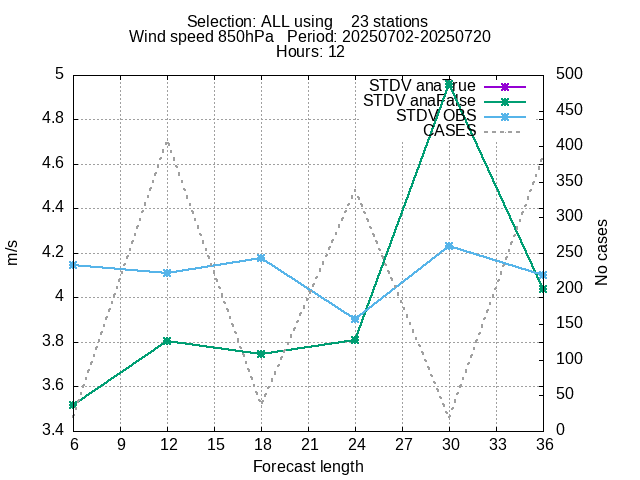 Selection: ALL using    23 stations
Wind speed 850hPa   Period: 20250702-20250720
Hours: 12
STDV anaTrue
STDV anaFalse
STDV OBS
CASES
5
4.8
4.6
4.4
4.2
4
3.8
3.6
3.4
500
450
400
350
300
250
200
150
100
50
0
m/s
No cases
6 9 12 15 18 21 24 27 30 33 36
Forecast length